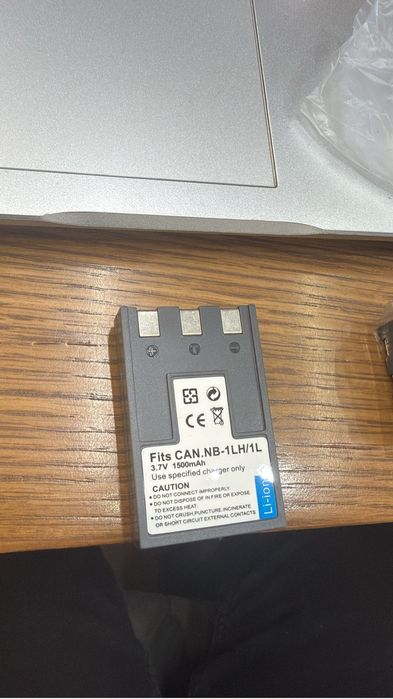 + T −
CE
Fits CAN.NB-1LH/1L
3.7V 1500mAh
Use specified charger only
CAUTION
• DO NOT CONNECT IMPROPERLY
• DO NOT DISPOSE OF IN FIRE OR EXPOSE
TO EXCESS HEAT
• DO NOT CRUSH,PUNCTURE, INCINERATE
OR SHORT CIRCUIT EXTERNAL CONTACTS
Li-ion